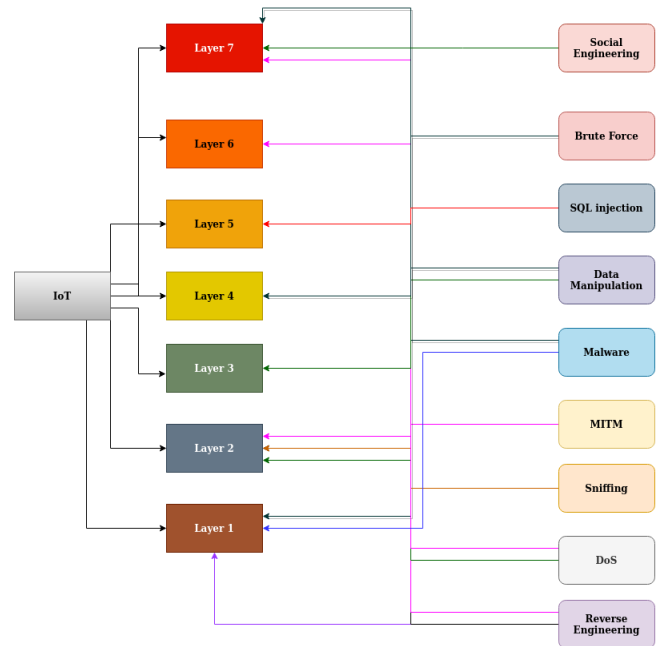 Layer 7
Social
Engineering
Layer 6
Brute Force
Layer 5
SQL injection
IoT
Layer 4
Data
Manipulation
Layer 3
Malware
Layer 2
MITM
Sniffing
Layer 1
DoS
Reverse
Engineering